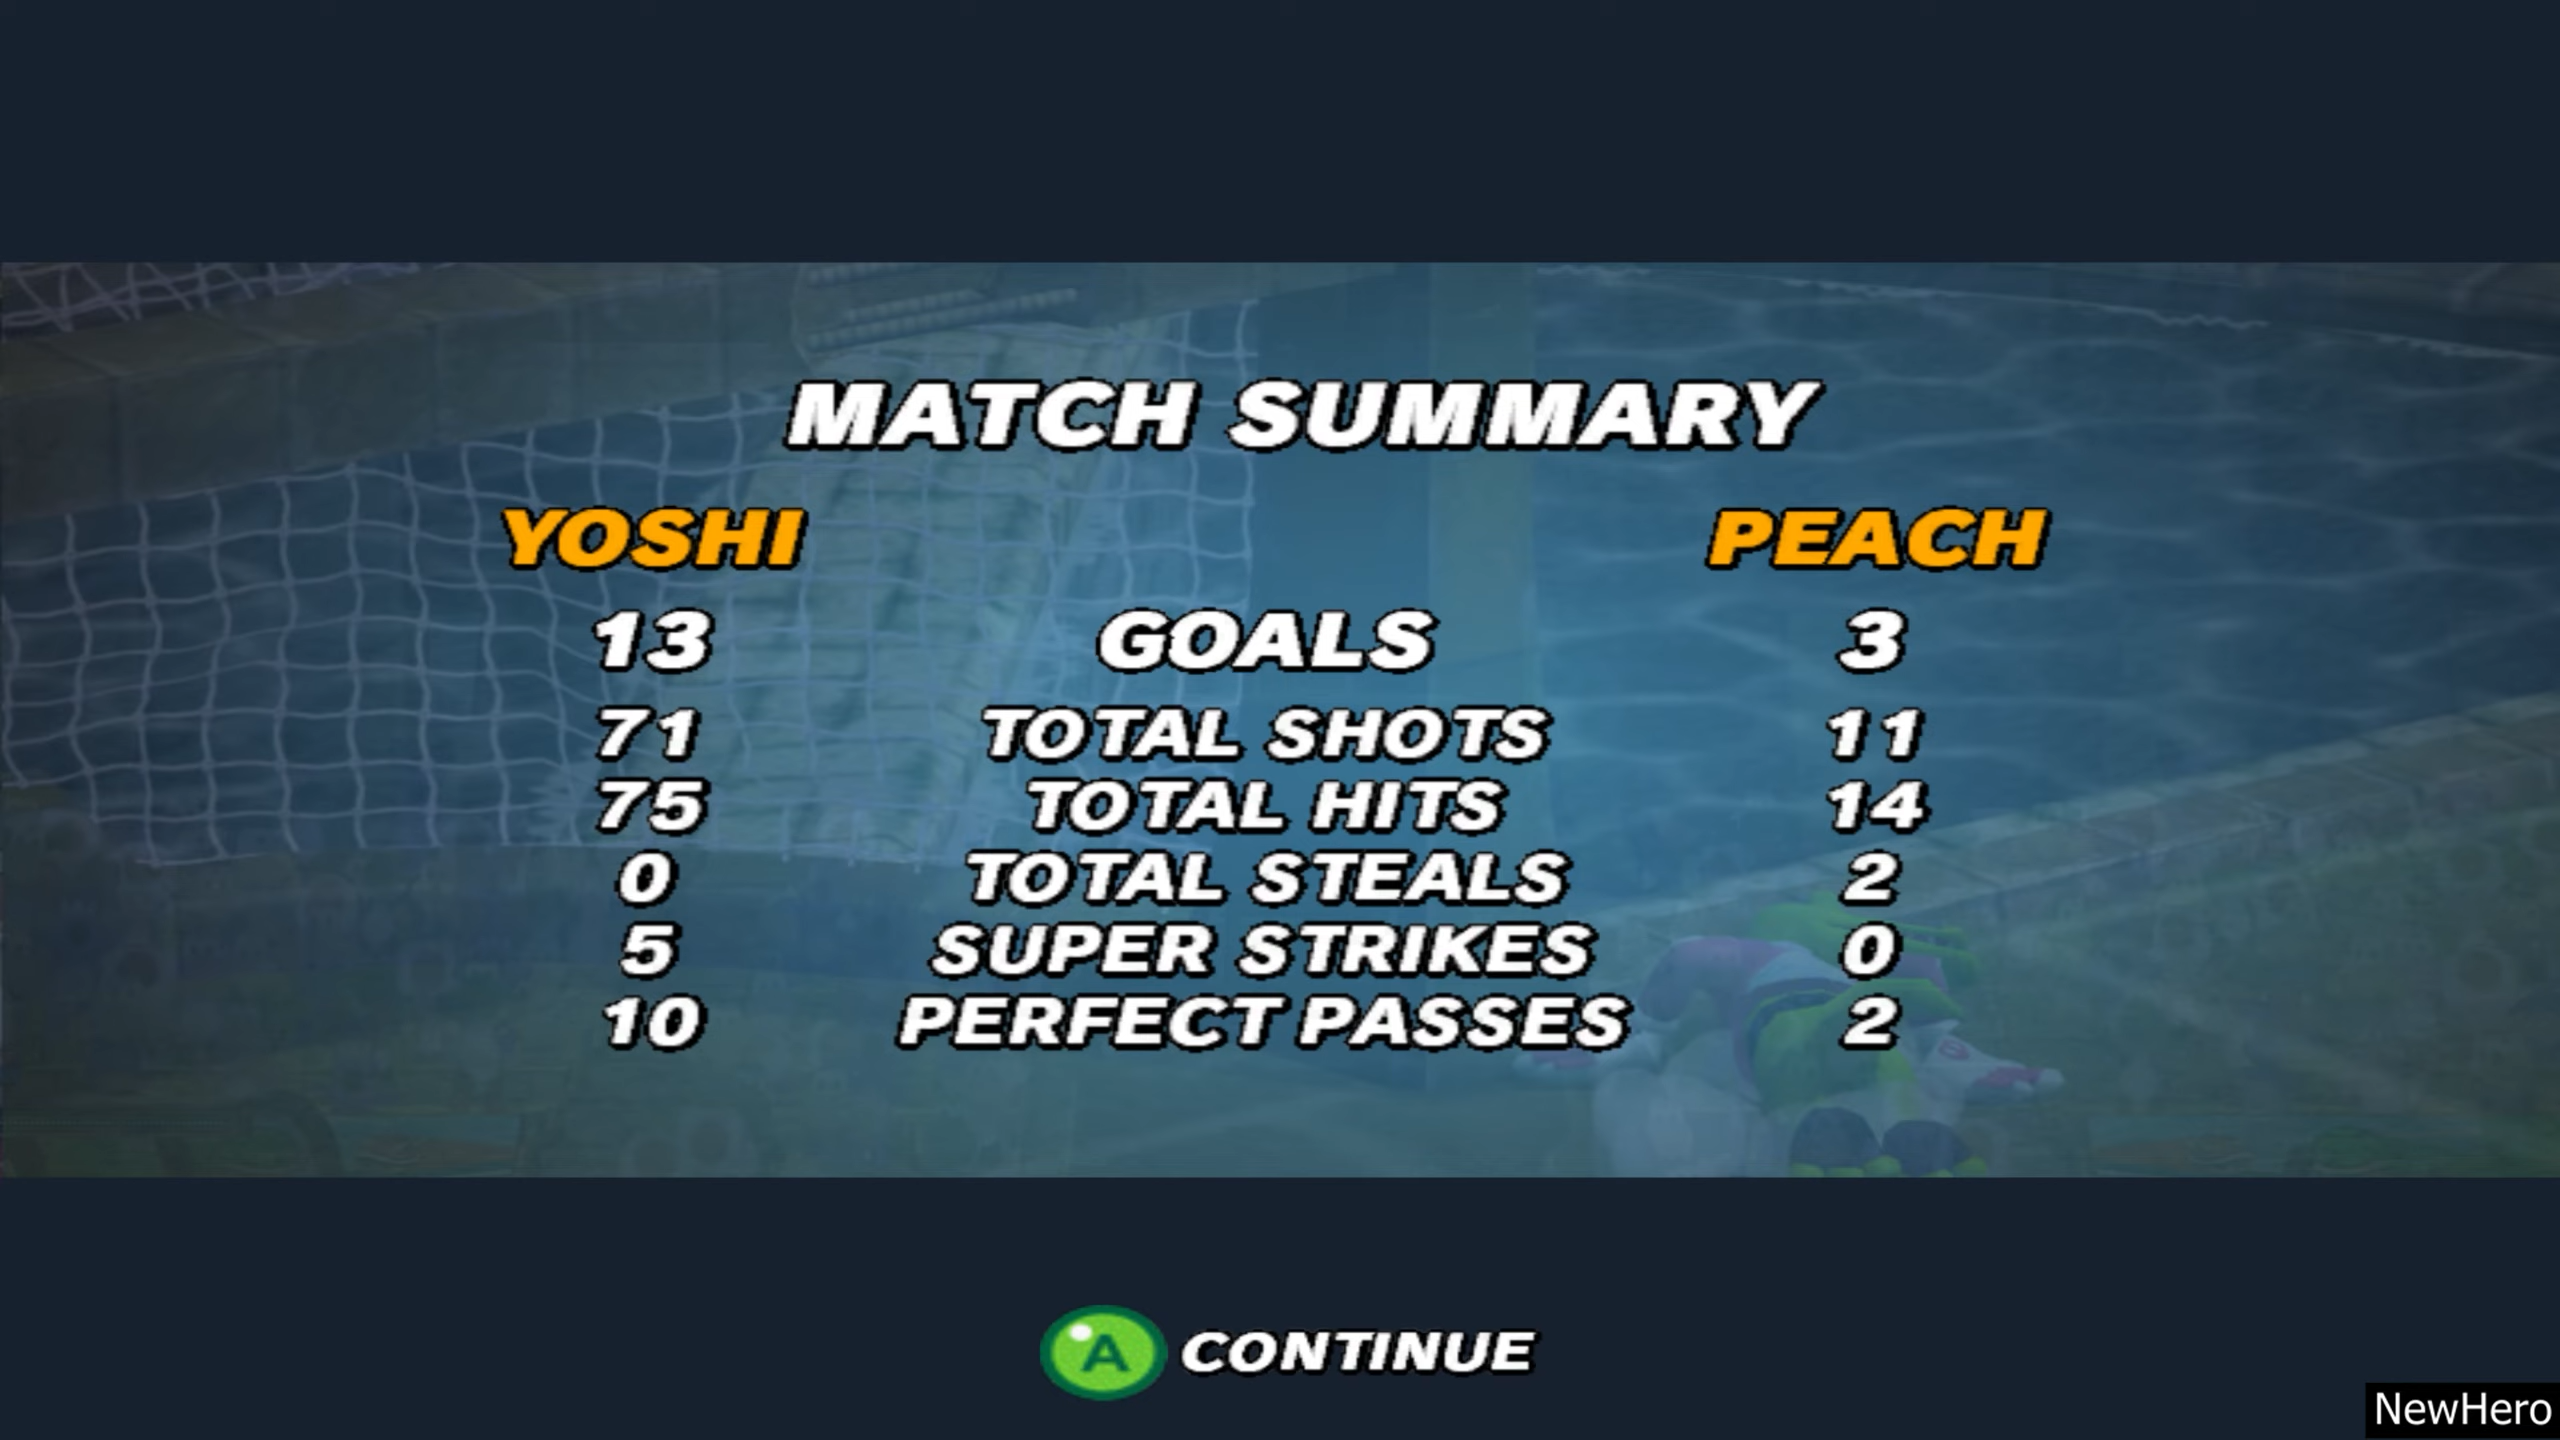 MATCH SUMMARY
YOSHI PEACH
13 GOALS 3
71 TOTAL SHOTS 11
75 TOTAL HITS 14
0 TOTAL STEALS 2
5 SUPER STRIKES 0
10 PERFECT PASSES 2
A CONTINUE
NewHero